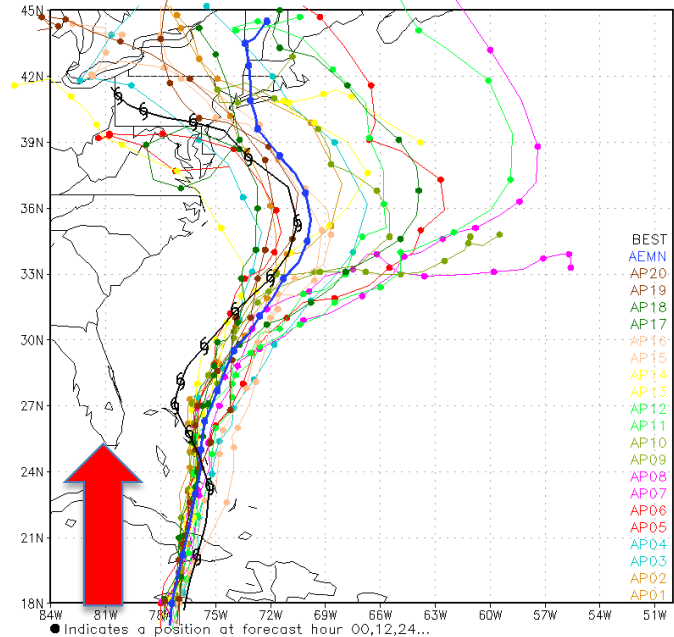 45N
42N
39N
36N
33N
30N
27N
24N
21N
18N
84W
78W
75W
72W
69W
66W
63W
60W
57W
54W
51W
BEST
AEMN
AP20
AP19
AP18
AP17
AP16
AP15
AP14
AP13
AP12
AP11
AP10
AP09
AP08
AP07
AP06
AP05
AP04
AP03
AP02
AP01
Indicates a position at forecast hour 00,12,24...